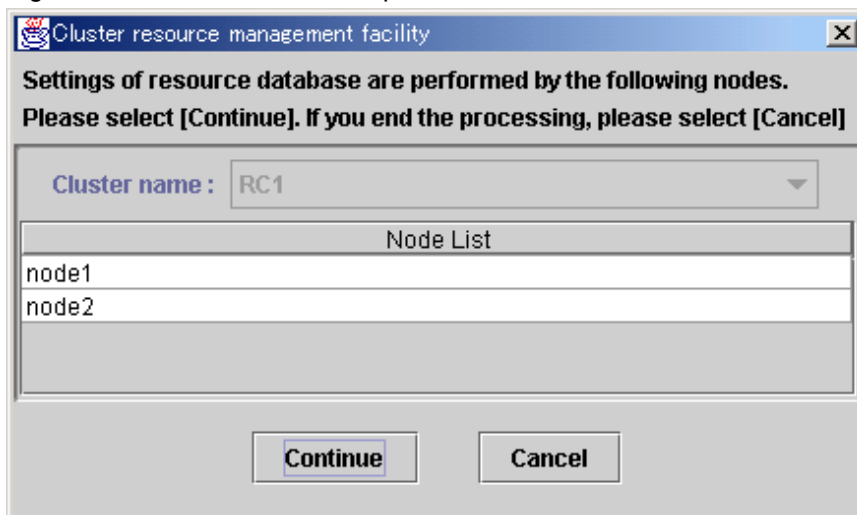 Cluster resource management facility
Settings of resource database are performed by the following nodes.
Please select [Continue]. If you end the processing, please select [Cancel]
Cluster name : RC1
Node List
node1
node2
Continue Cancel